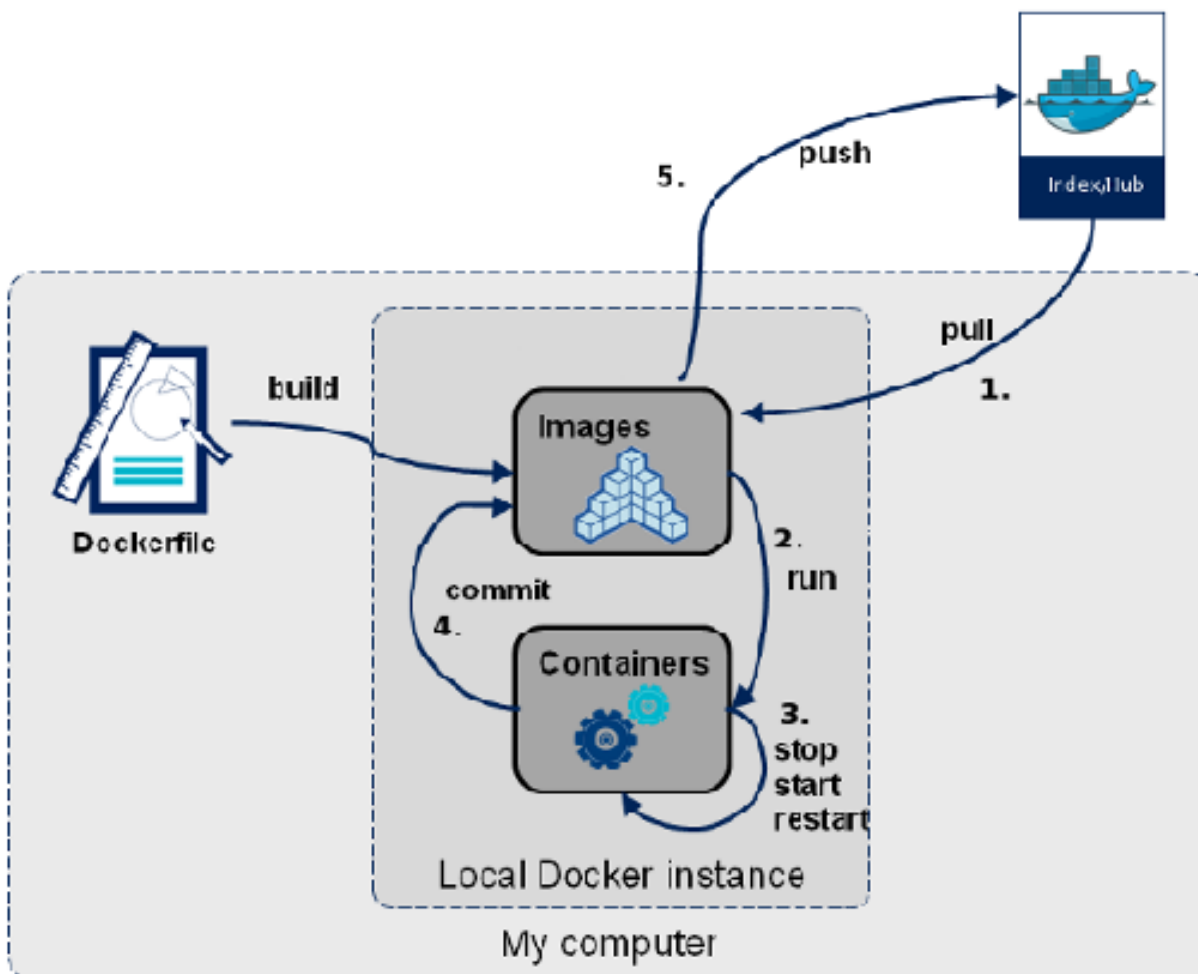 push
5.
Index/Hub
pull
1.
build
Images
Dockerfile
2.
run
commit
4.
Containers
3.
stop
start
restart
Local Docker instance
My computer